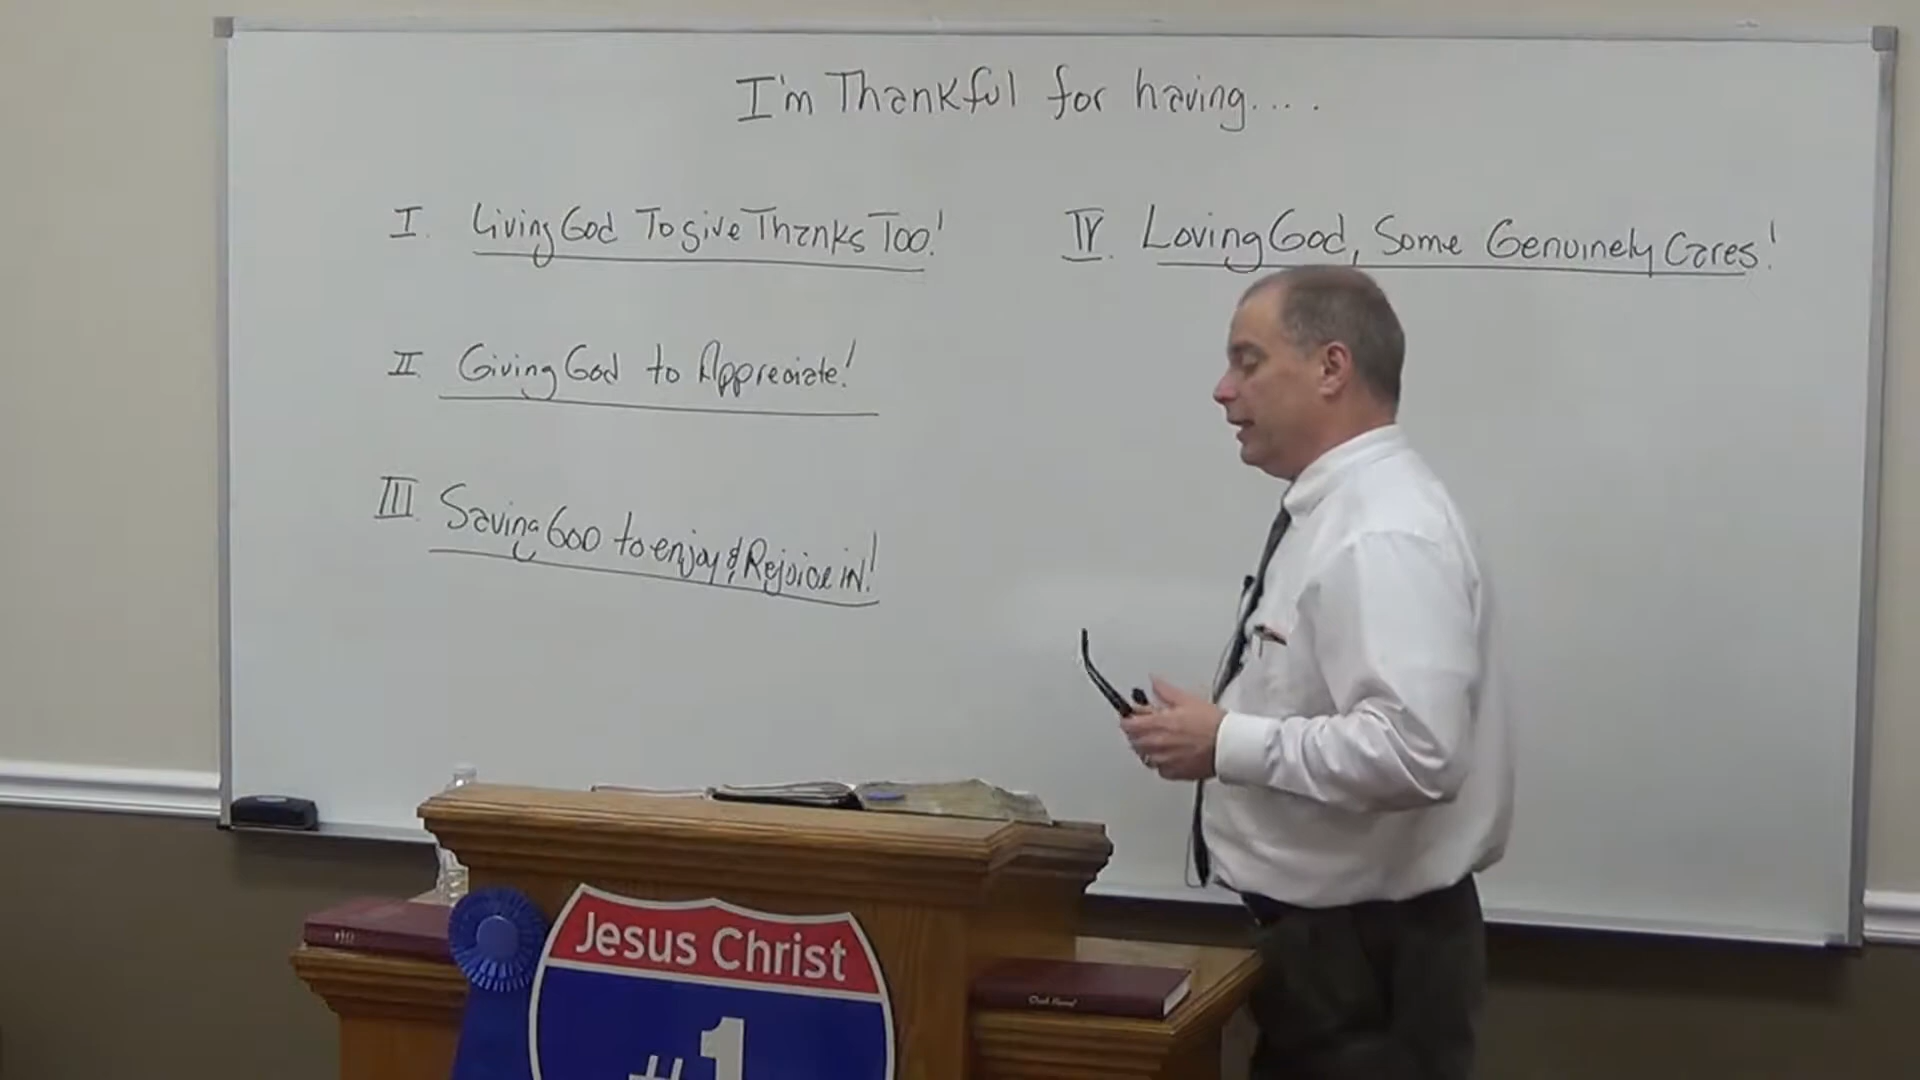 I'm Thankful for having....
I. Living God To give Thanks Too!
II. Giving God to Appreciate!
III. Saving God to enjoy & Rejoice in!
IV. Loving God, Some Genuinely Cares!
Jesus Christ
#1